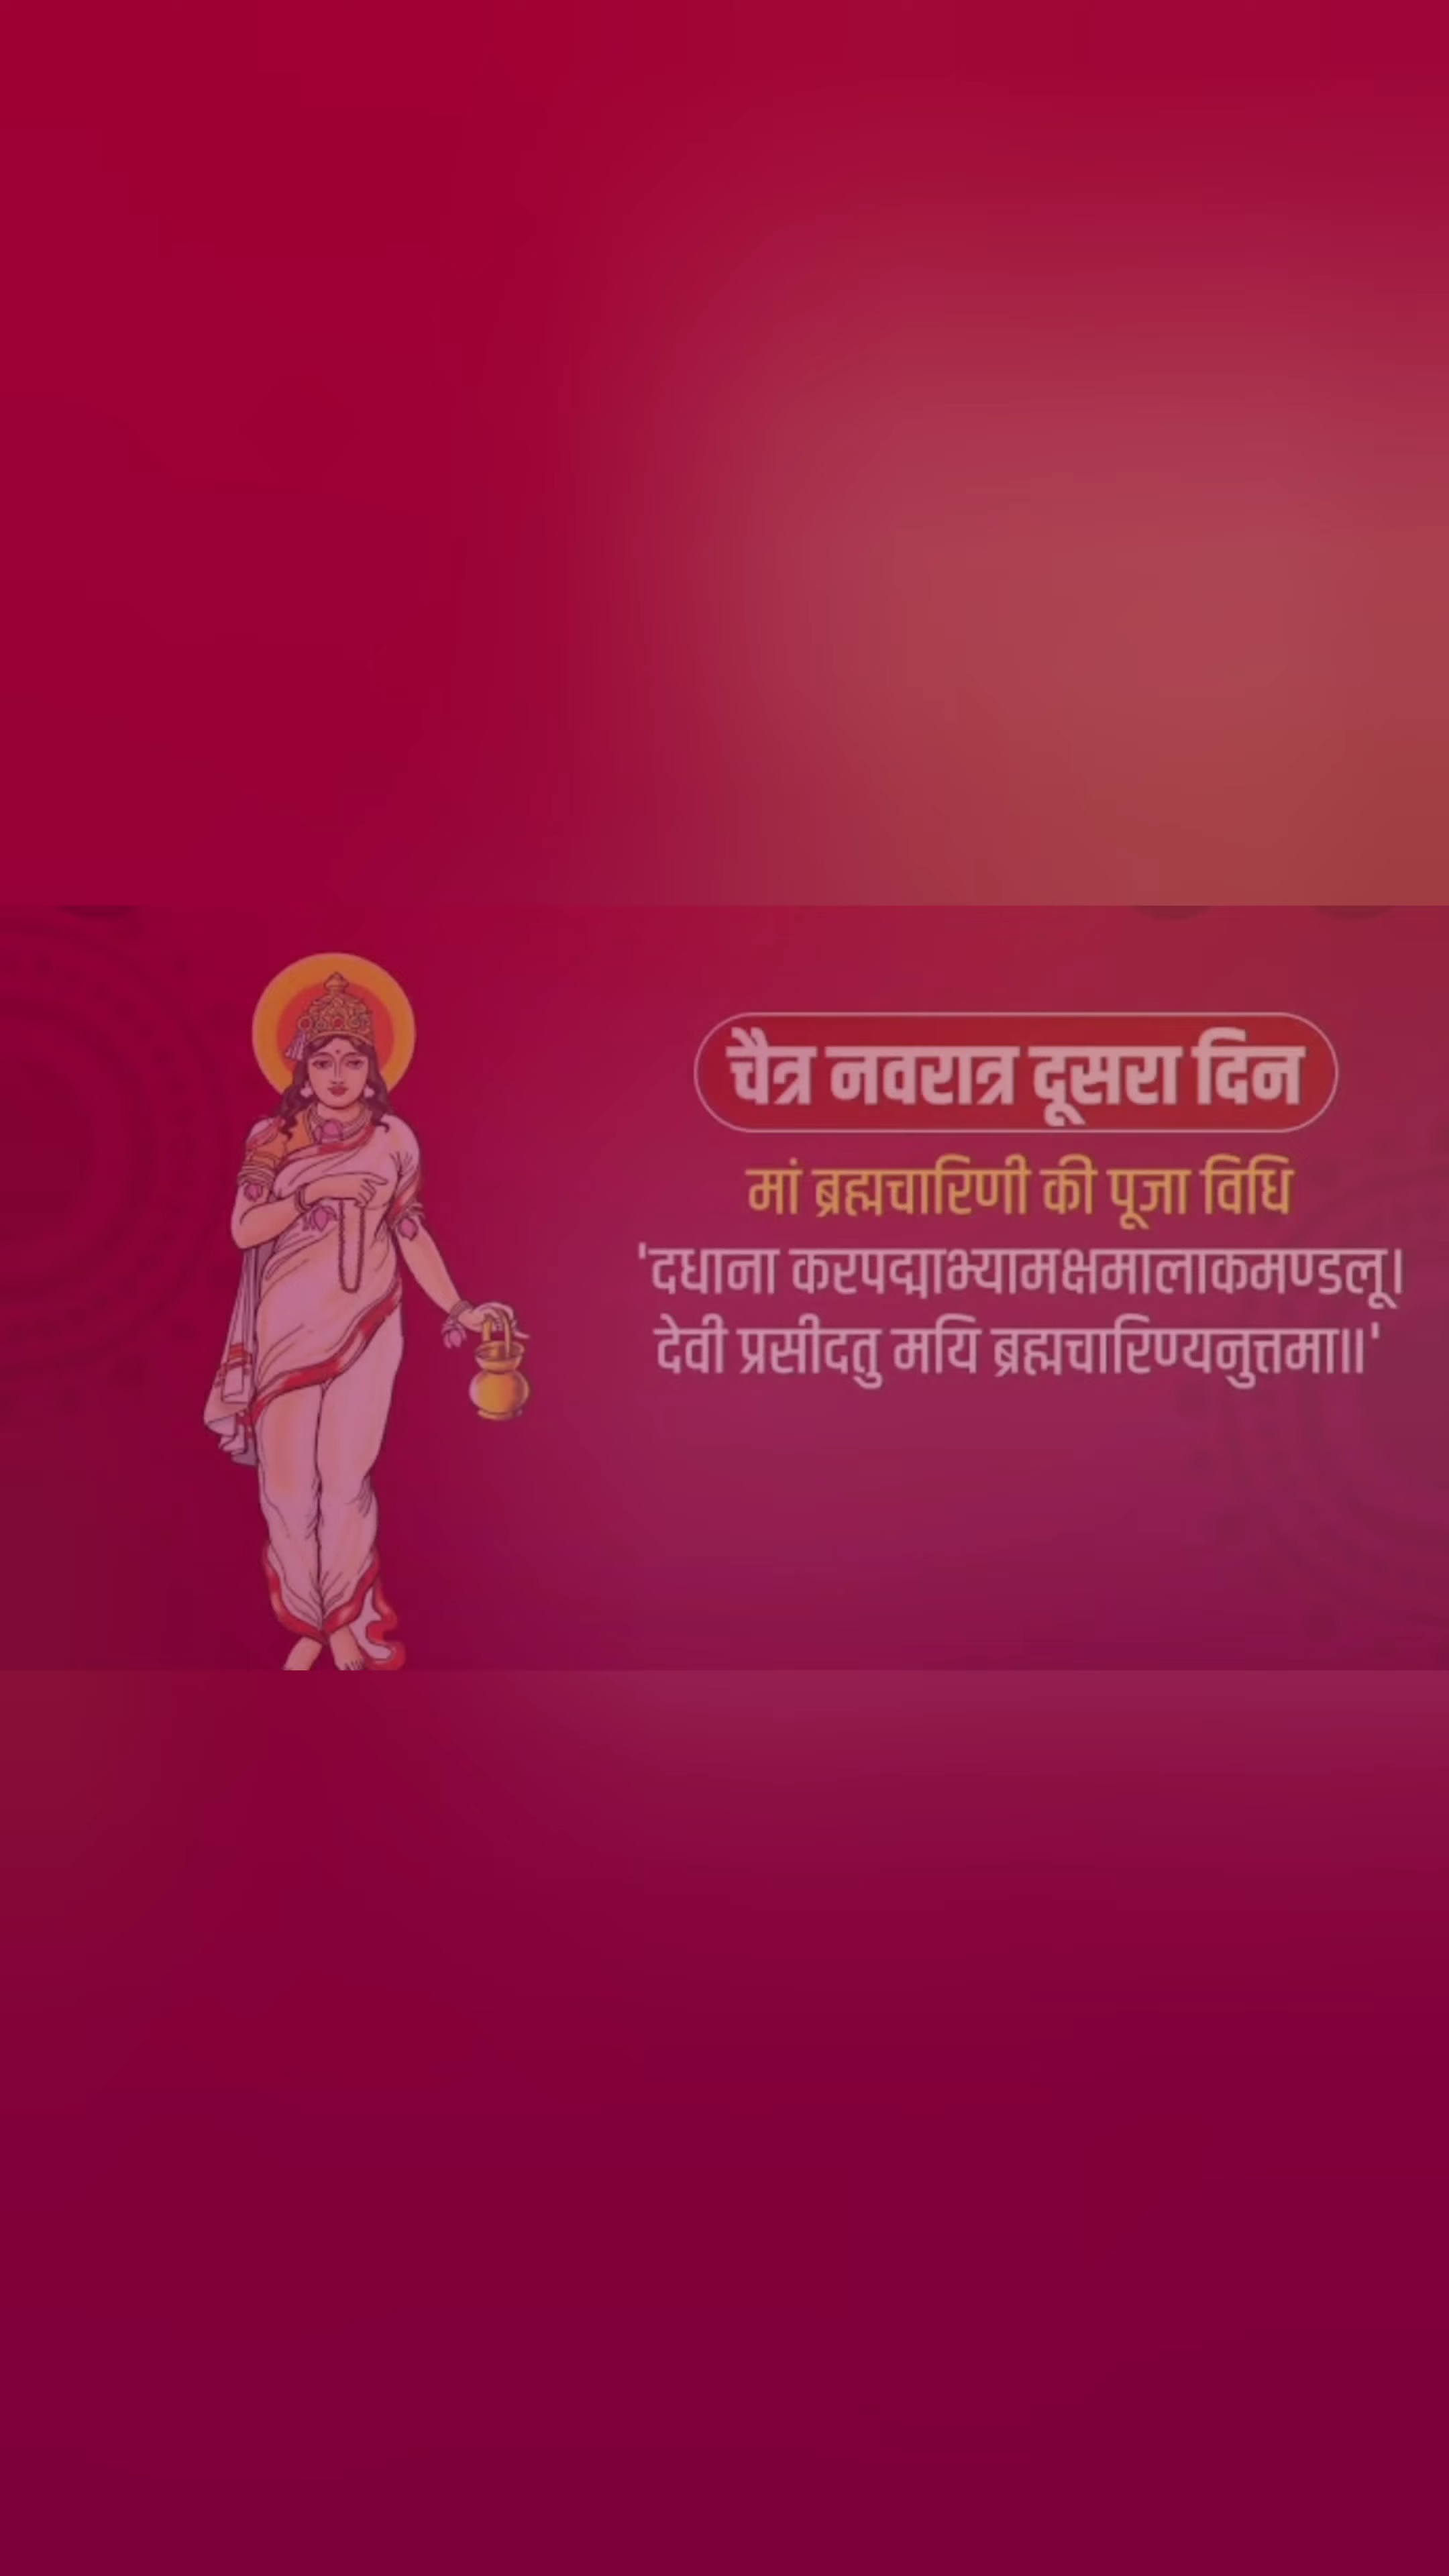 चैत्र नवरात्र दूसरा दिन
मां ब्रह्मचारिणी की पूजा विधि
'दधाना करपद्माभ्यामक्षमालाकमण्डलू।
देवी प्रसीदतु मयि ब्रह्मचारिण्यनुत्तमा॥'